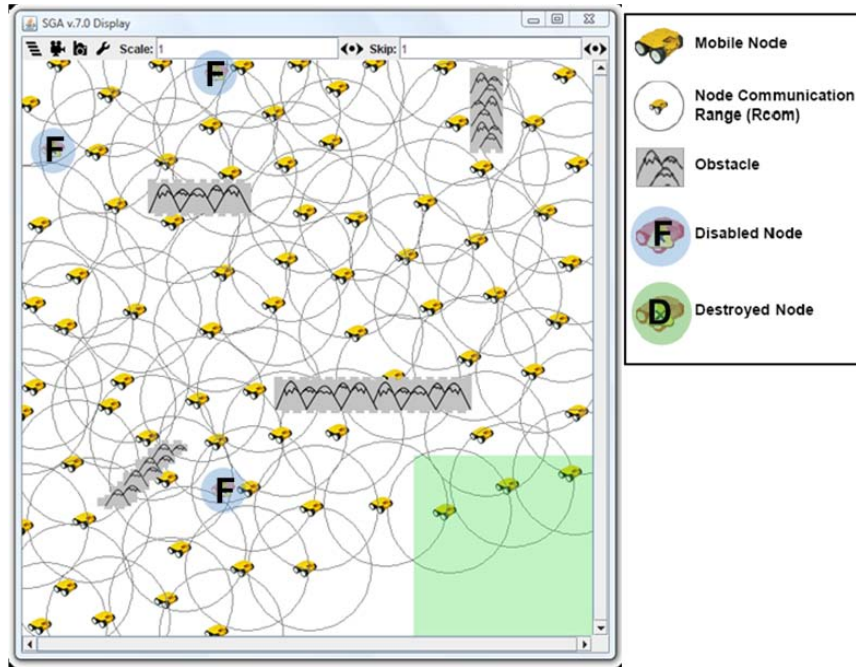 SGA v.7.0 Display
Scale: 1
Skip: 1
F
F
F
Mobile Node
Node Communication
Range (Rcom)
Obstacle
F
Disabled Node
D
Destroyed Node